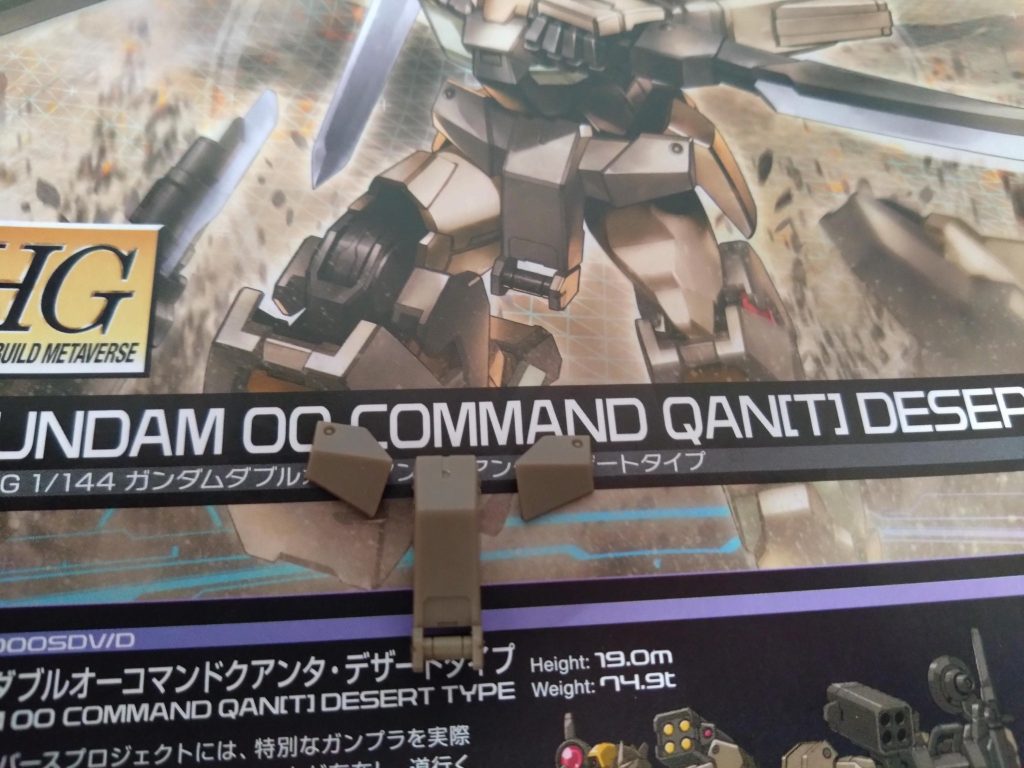 HG
BUILD METAVERSE
UNDAM 00 COMMAND QAN[T] DESER
G 1/144 ガンダムダブル
ートタイプ
000SDV/D
ダブルオーコマンドクアンタ・デザートタイプ
00 COMMAND QAN[T] DESERT TYPE
Height: 19.0m
Weight: 74.9t
バースプロジェクトには、特別なガンプラを実際